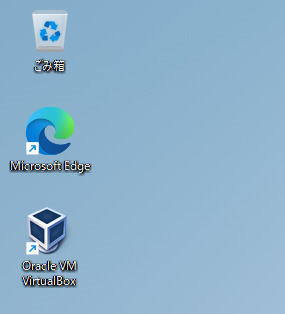 ごみ箱
Microsoft Edge
Oracle VM
VirtualBox